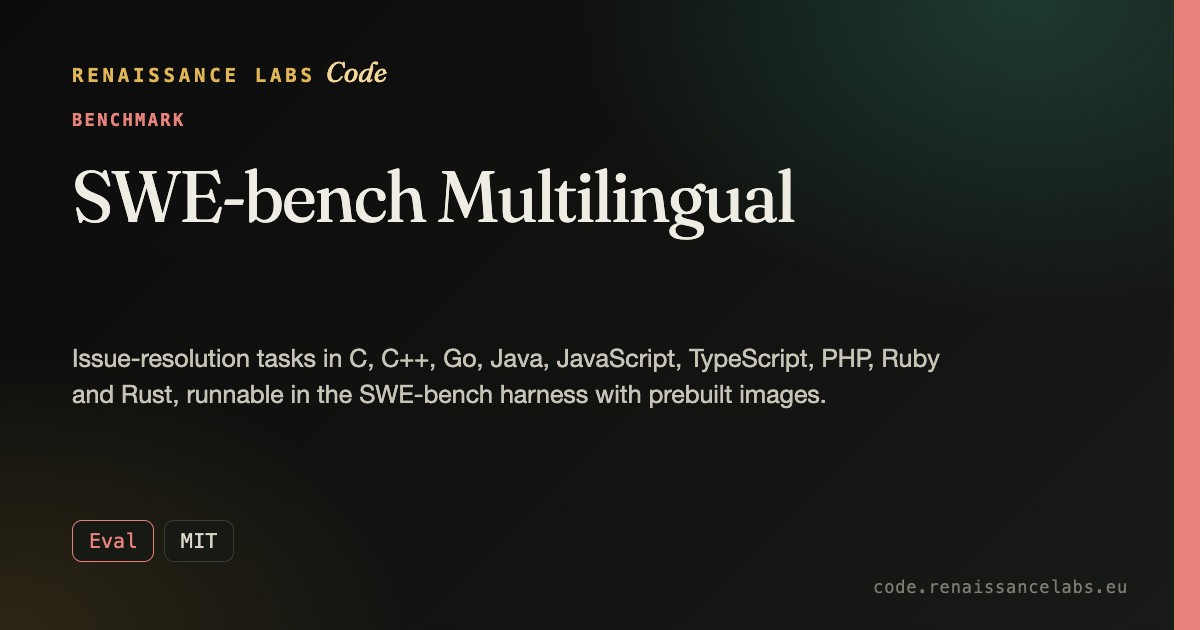 RENAISSANCE LABS Code
BENCHMARK
SWE-bench Multilingual
Issue-resolution tasks in C, C++, Go, Java, JavaScript, TypeScript, PHP, Ruby
and Rust, runnable in the SWE-bench harness with prebuilt images.
Eval MIT
code.renaissancelabs.eu